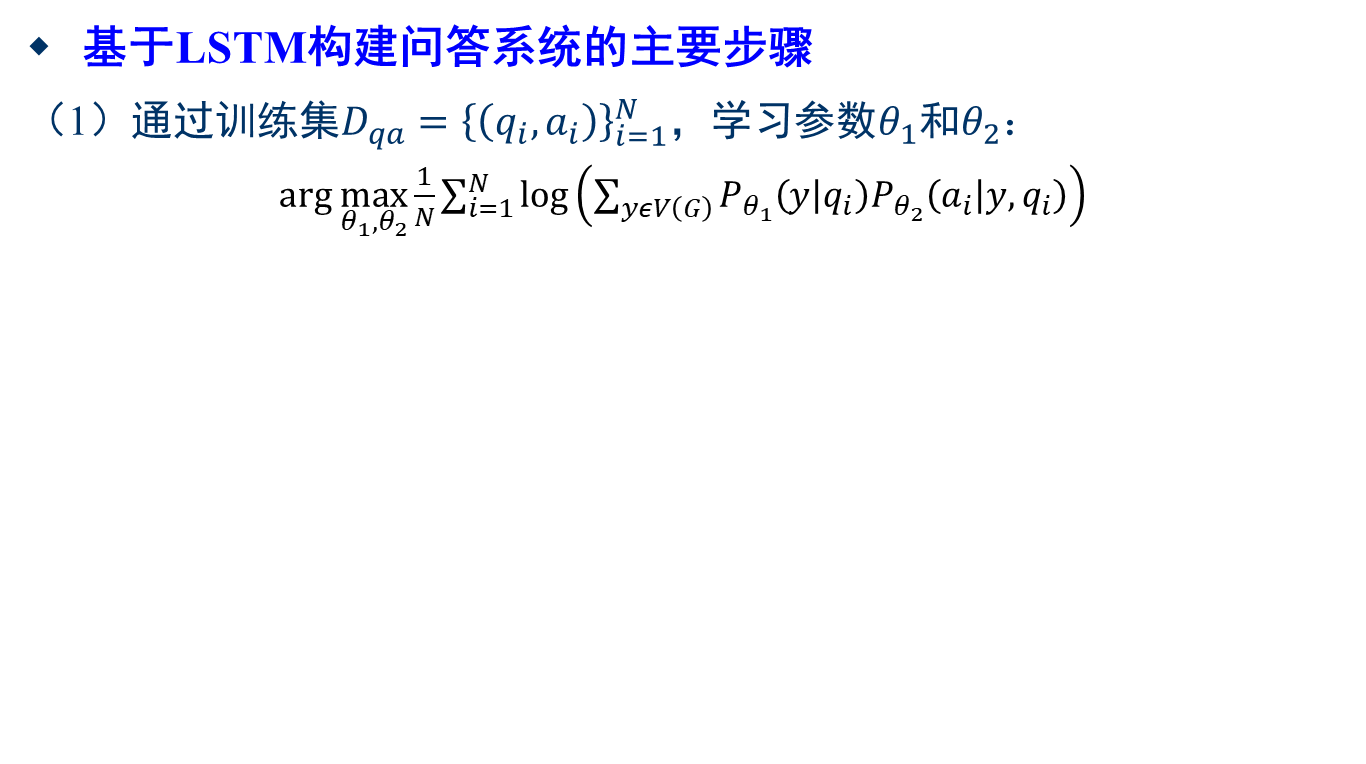 ◆ 基于LSTM构建问答系统的主要步骤
（1）通过训练集D_{qa} = {(q_i, a_i)}_{i=1}^{N}，学习参数θ_1和θ_2：
arg max_{θ_1,θ_2} \frac{1}{N} ∑_{i=1}^{N} log(∑_{yϵV(G)} P_{θ_1}(y|q_i)P_{θ_2}(a_i|y, q_i))